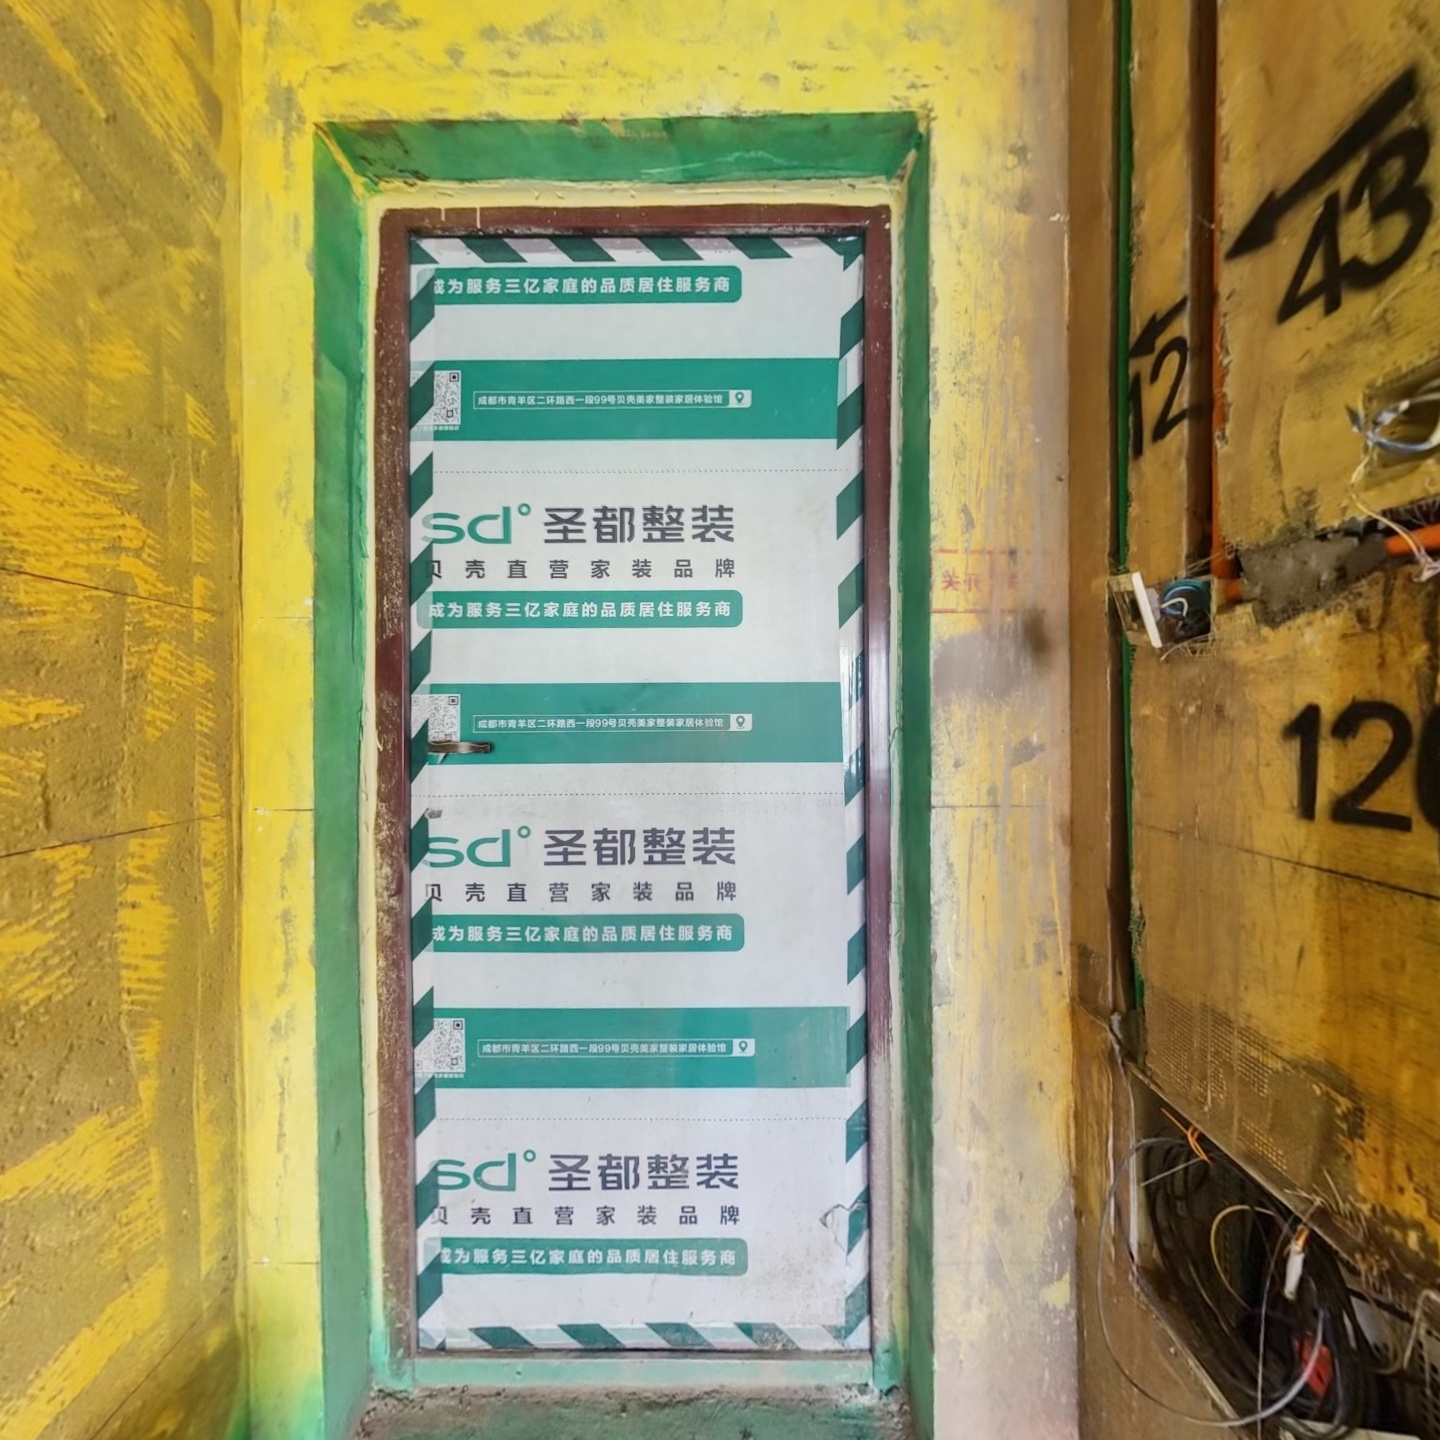 成为服务三亿家庭的品质居住服务商
成都市青羊区二环路西一段99号贝壳美家整装家居体验馆
sd° 圣都整装
贝壳直营家装品牌
成为服务三亿家庭的品质居住服务商
成都市青羊区二环路西一段99号贝壳美家整装家居体验馆
sd° 圣都整装
贝壳直营家装品牌
成为服务三亿家庭的品质居住服务商
成都市青羊区二环路西一段99号贝壳美家整装家居体验馆
sd° 圣都整装
贝壳直营家装品牌
成为服务三亿家庭的品质居住服务商
43
12
开关
120